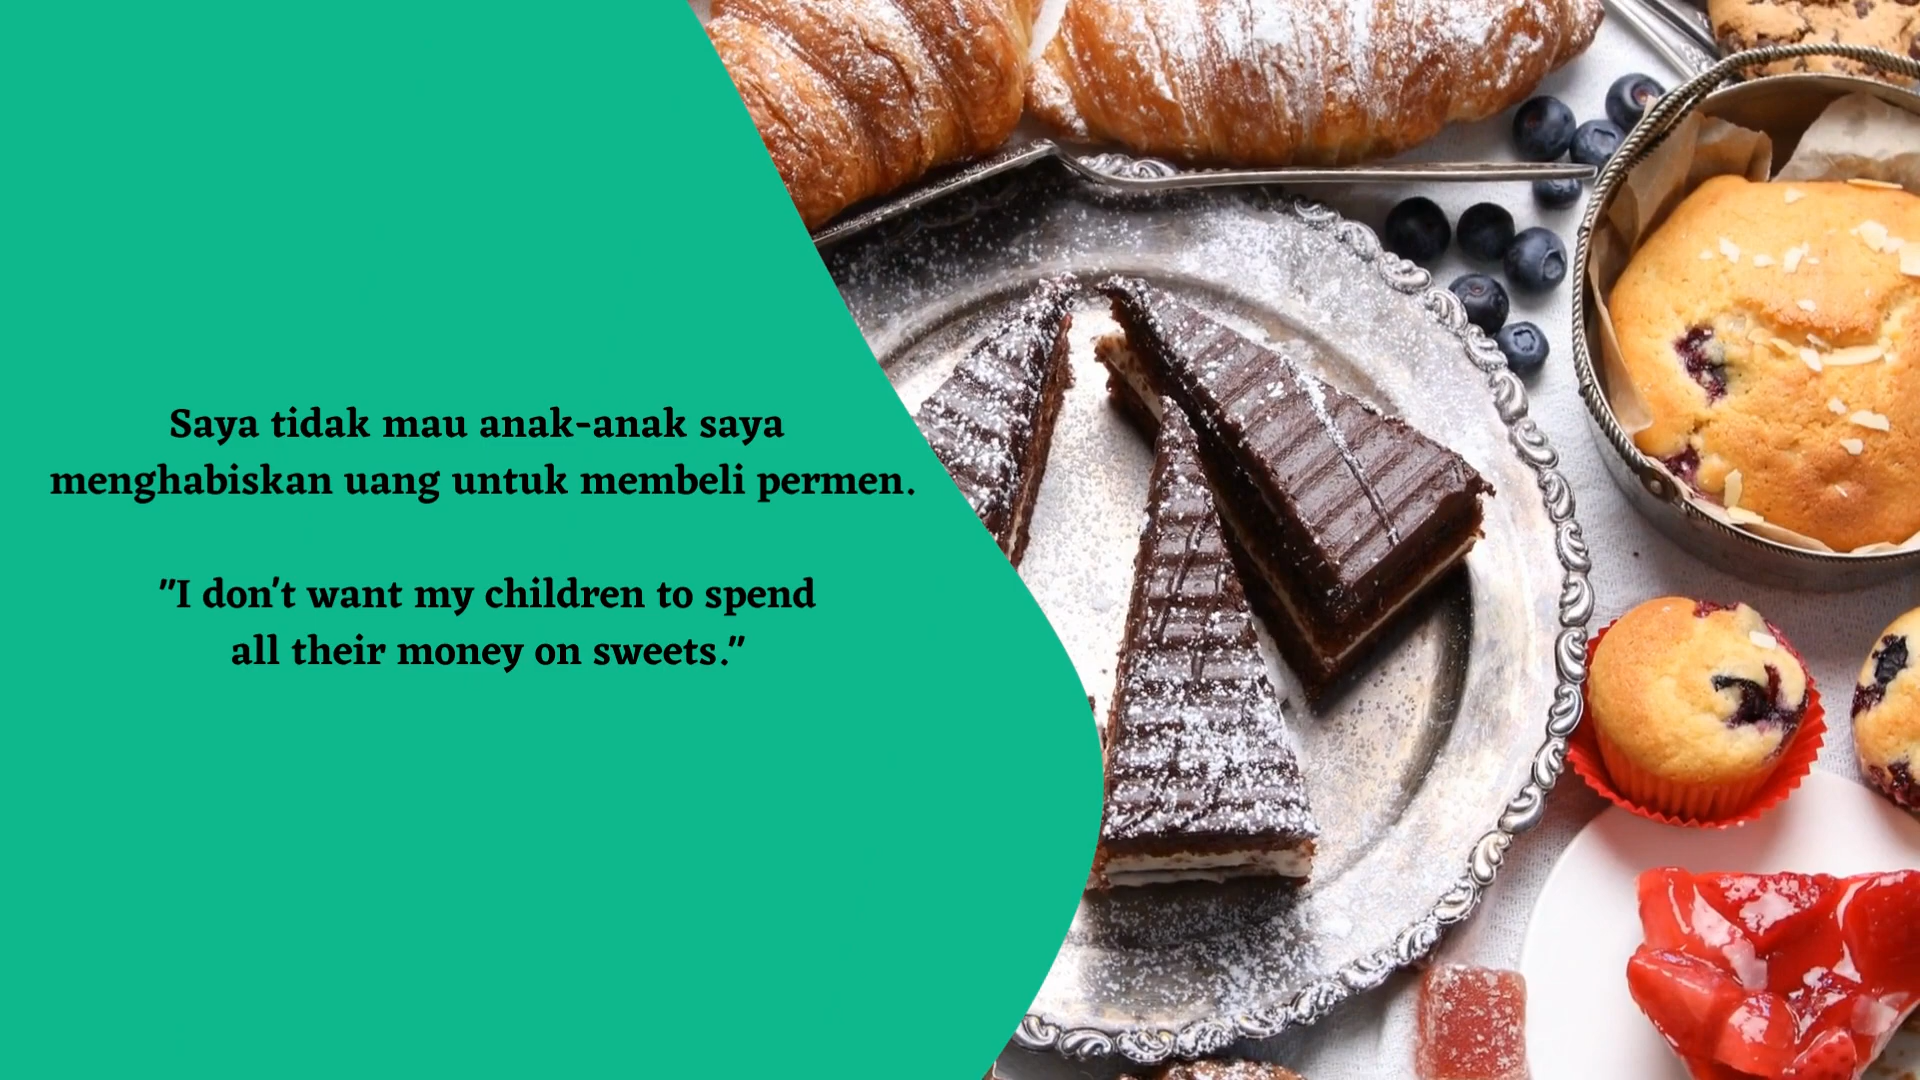 Saya tidak mau anak-anak saya
menghabiskan uang untuk membeli permen.
"I don't want my children to spend
all their money on sweets."